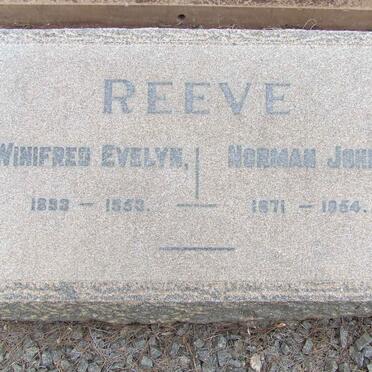 REEVE
WINIFRED EVELYN, NORMAN JOHN
1893 – 1953. 1871 – 1954.